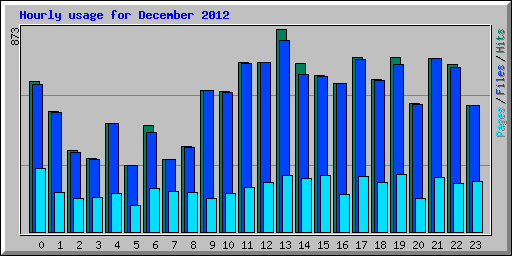 Hourly usage for December 2012
873
Pages/Files/Hits
0 1 2 3 4 5 6 7 8 9 10 11 12 13 14 15 16 17 18 19 20 21 22 23